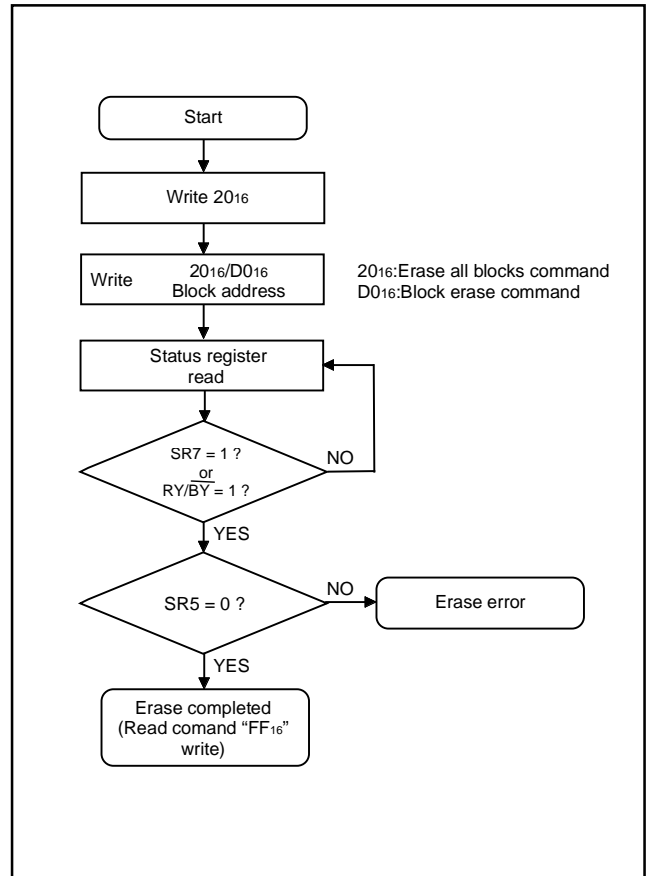 Start
Write 20₁₆
Write
20₁₆/D0₁₆
Block address
20₁₆:Erase all blocks command
D0₁₆:Block erase command
Status register
read
SR7 = 1 ?
or
RY/B̅Y̅ = 1 ?
NO
YES
SR5 = 0 ?
NO
Erase error
YES
Erase completed
(Read comand “FF₁₆”
write)